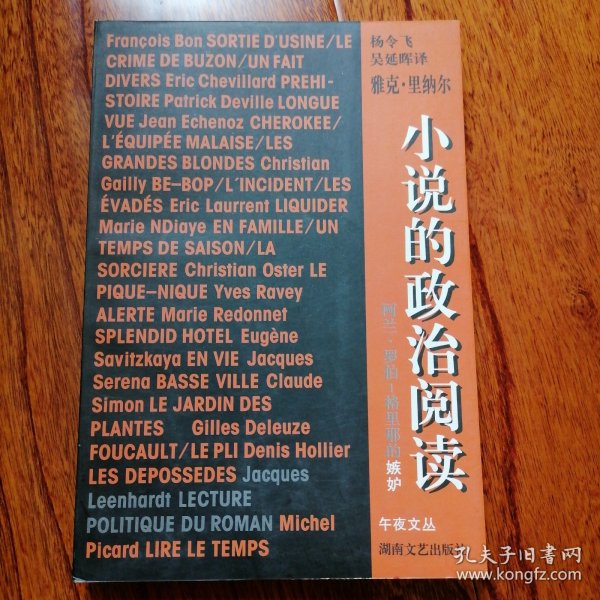 François Bon SORTIE D'USINE/LE
CRIME DE BUZON/UN FAIT
DIVERS Eric Chevillard PREHI-
STOIRE Patrick Deville LONGUE
VUE Jean Echenoz CHEROKEE/
L'ÉQUIPÉE MALAISE/LES
GRANDES BLONDES Christian
Gailly BE–BOP/L'INCIDENT/LES
ÉVADÉS Eric Laurrent LIQUIDER
Marie NDiaye EN FAMILLE/UN
TEMPS DE SAISON/LA
SORCIERE Christian Oster LE
PIQUE–NIQUE Yves Ravey
ALERTE Marie Redonnet
SPLENDID HOTEL Eugène
Savitzkaya EN VIE Jacques
Serena BASSE VILLE Claude
Simon LE JARDIN DES
PLANTES Gilles Deleuze
FOUCAULT/LE PLI Denis Hollier
LES DEPOSSEDES Jacques
Leenhardt LECTURE
POLITIQUE DU ROMAN Michel
Picard LIRE LE TEMPS
杨令飞
吴延晖译
雅克·里纳尔
小说的政治阅读
阿兰·罗伯–格里耶的嫉妒
午夜文丛
湖南文艺出版社
孔夫子旧书网
www.kongfz.com